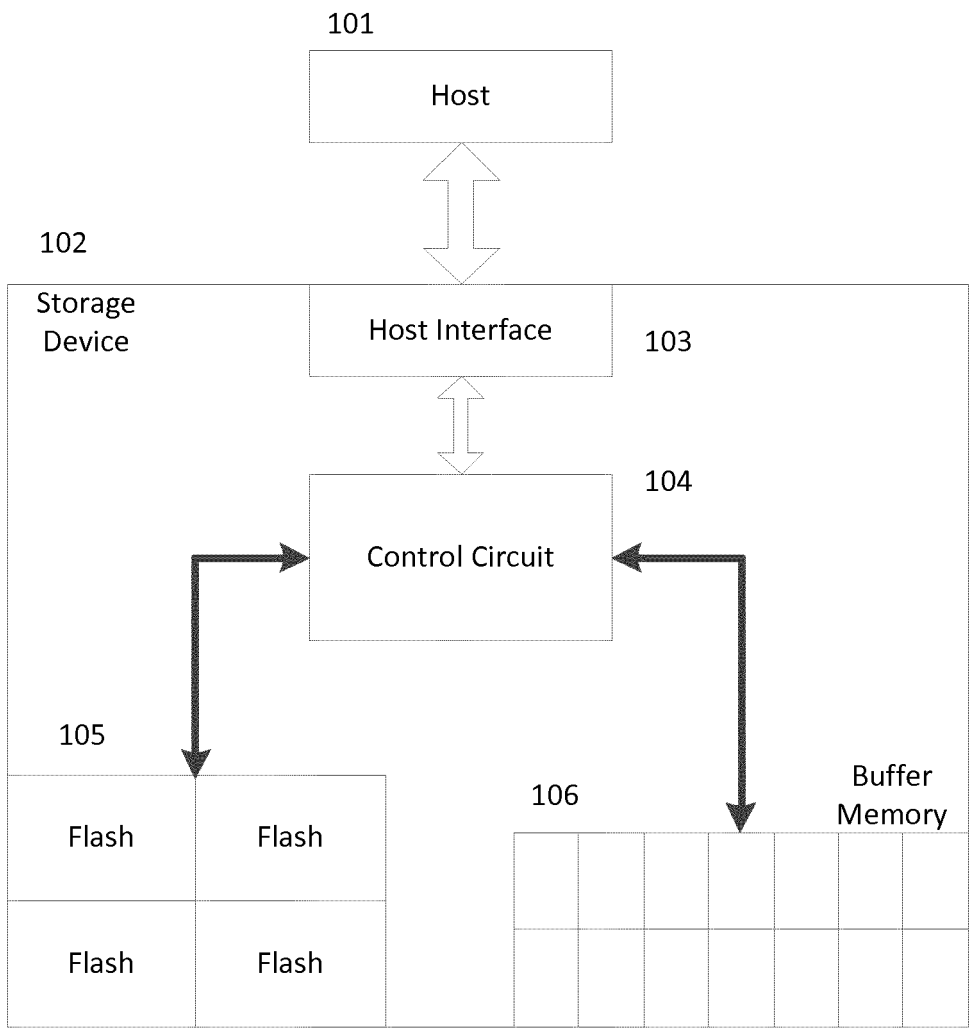 101
Host
102
Storage
Device
Host Interface
103
104
Control Circuit
105
Flash
Flash
Flash
Flash
106
Buffer
Memory